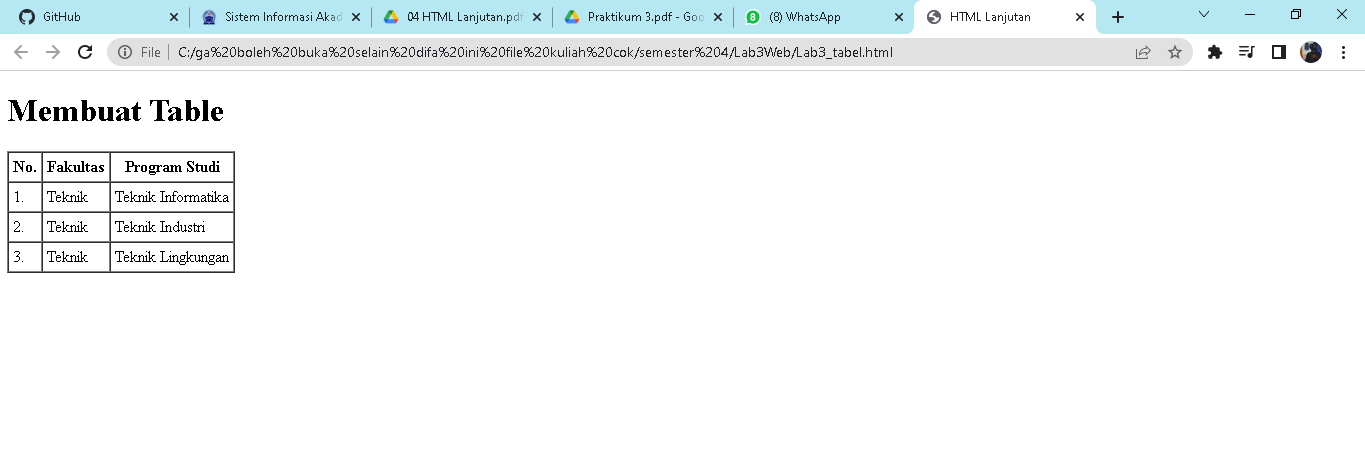 GitHub
Sistem Informasi Akad
04 HTML Lanjutan.pdf
Praktikum 3.pdf - Goo
8 (8) WhatsApp
HTML Lanjutan
File C:/ga%20boleh%20buka%20selain%20difa%20ini%20file%20kuliah%20cok/semester%204/Lab3Web/Lab3_tabel.html
Membuat Table
No. Fakultas Program Studi
1. Teknik Teknik Informatika
2. Teknik Teknik Industri
3. Teknik Teknik Lingkungan